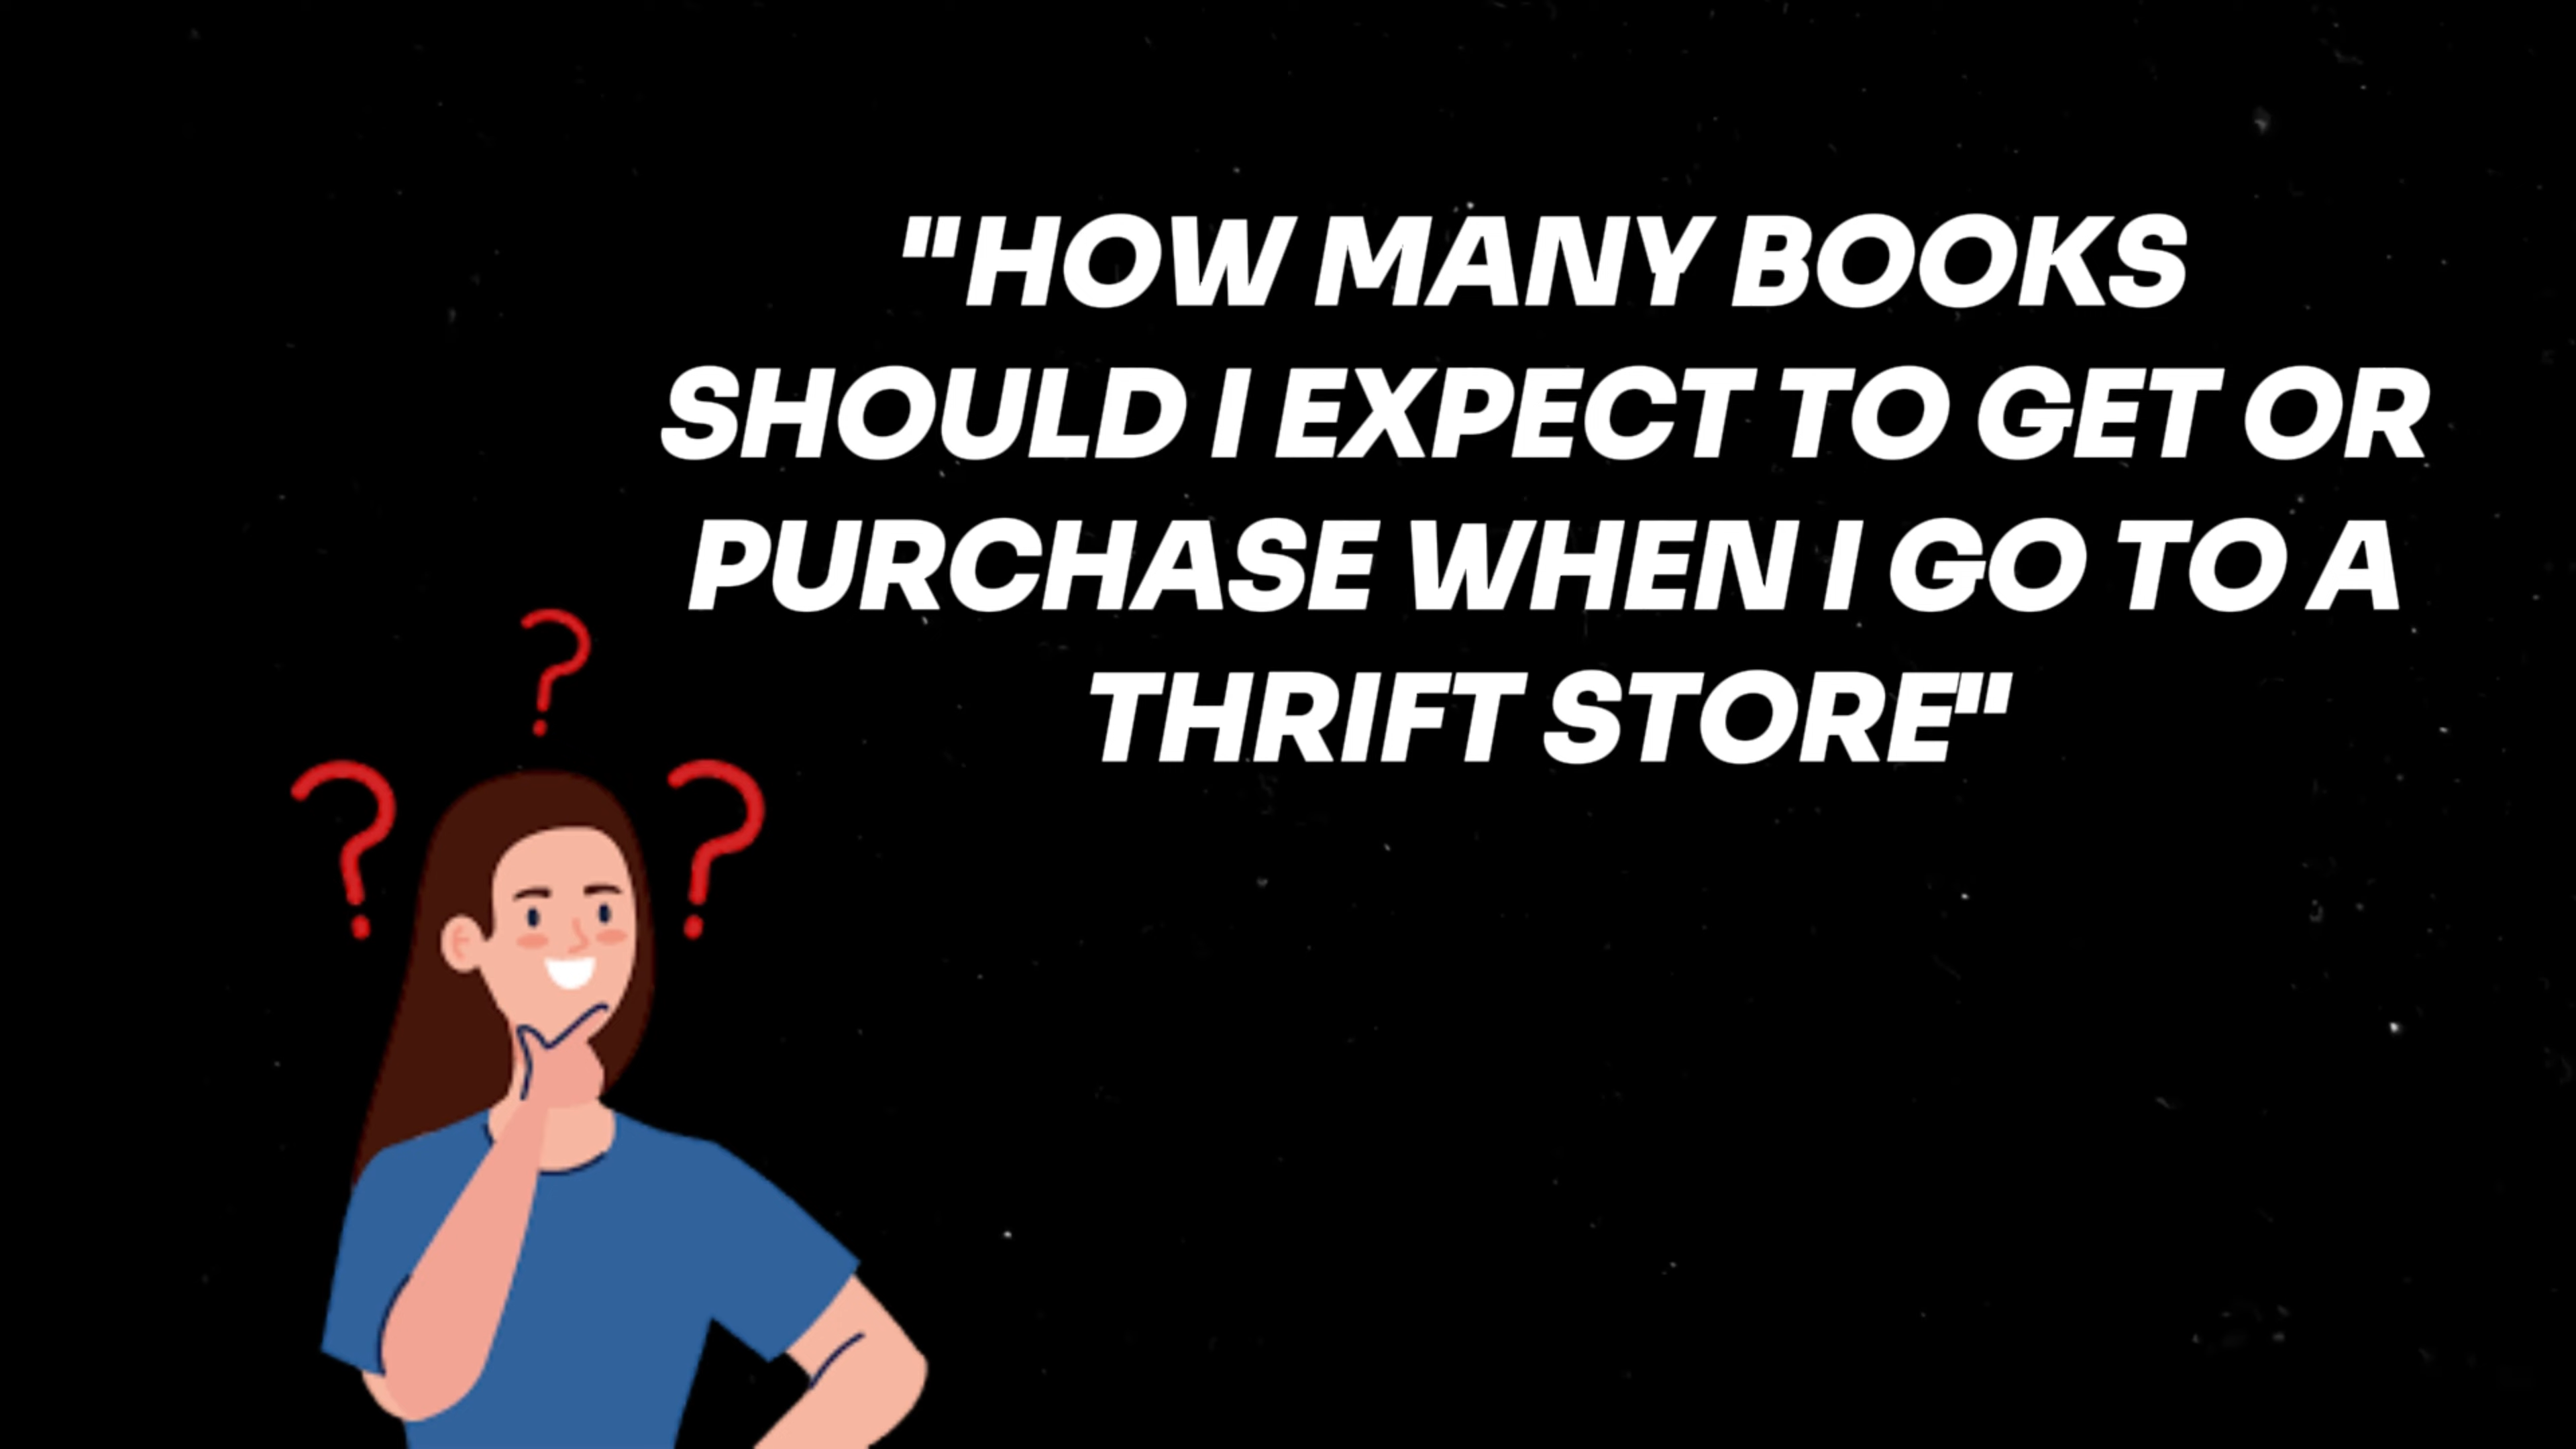 "HOW MANY BOOKS
SHOULD I EXPECT TO GET OR
PURCHASE WHEN I GO TO A
THRIFT STORE"
? 
? ?